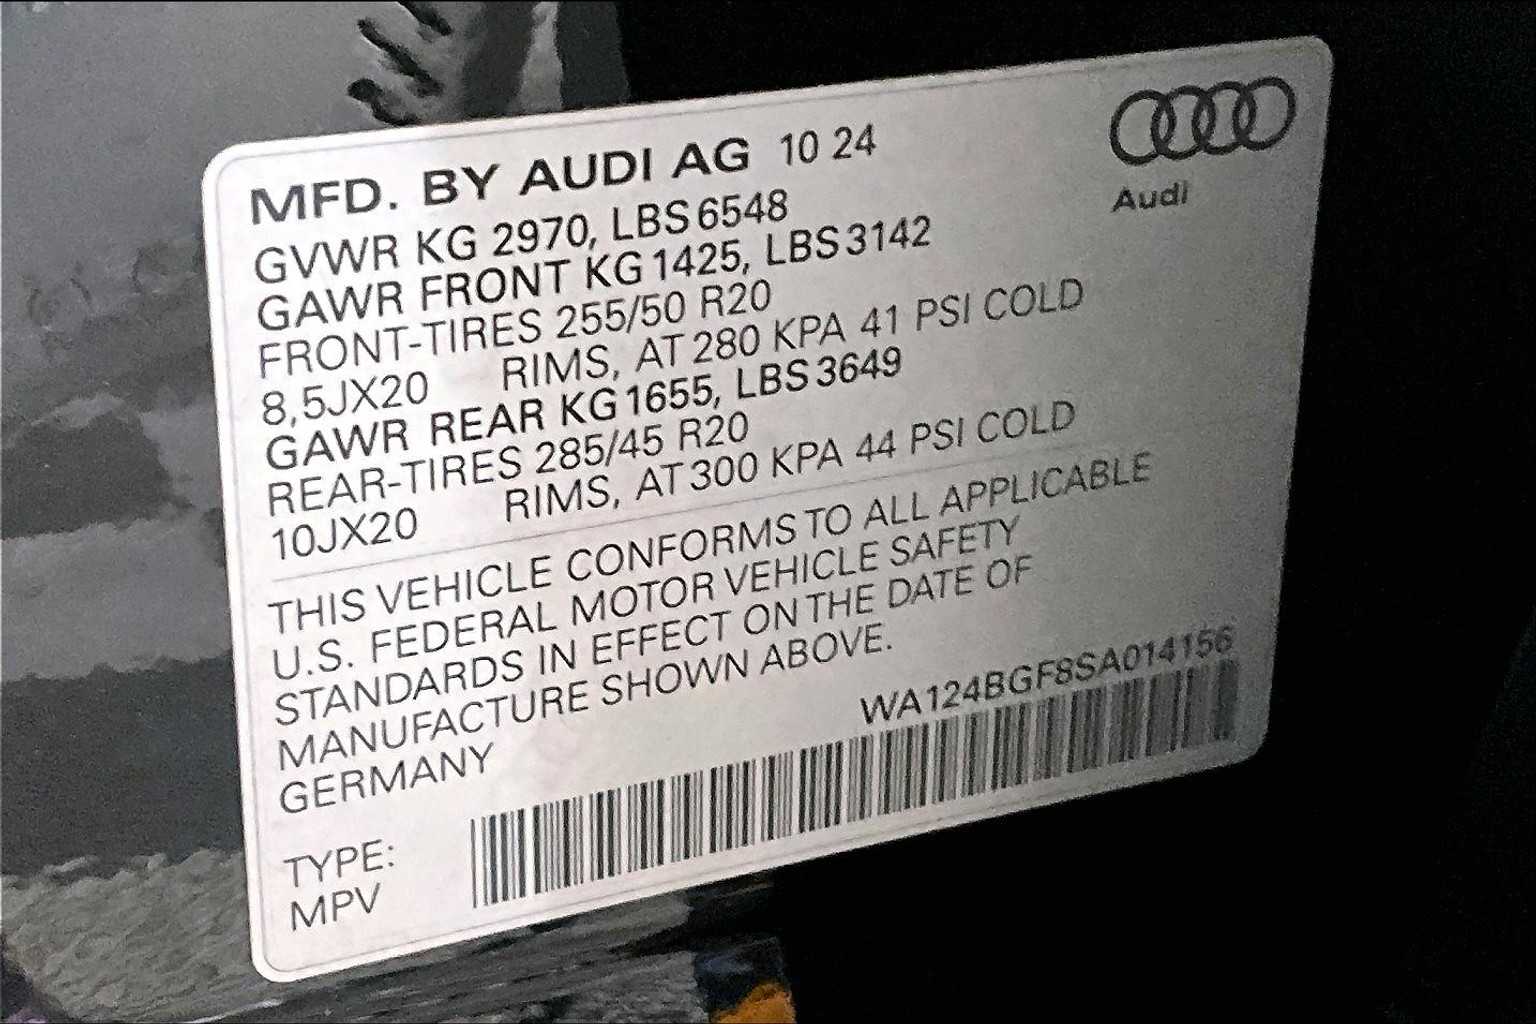 MFD. BY AUDI AG 10 24
Audi
GVWR KG 2970, LBS 6548
GAWR FRONT KG 1425, LBS 3142
FRONT-TIRES 255/50 R20
8,5JX20 RIMS, AT 280 KPA 41 PSI COLD
GAWR REAR KG 1655, LBS 3649
REAR-TIRES 285/45 R20
10JX20 RIMS, AT 300 KPA 44 PSI COLD
THIS VEHICLE CONFORMS TO ALL APPLICABLE
U.S. FEDERAL MOTOR VEHICLE SAFETY
STANDARDS IN EFFECT ON THE DATE OF
MANUFACTURE SHOWN ABOVE.
GERMANY
WA124BGF8SA014156
TYPE:
MPV